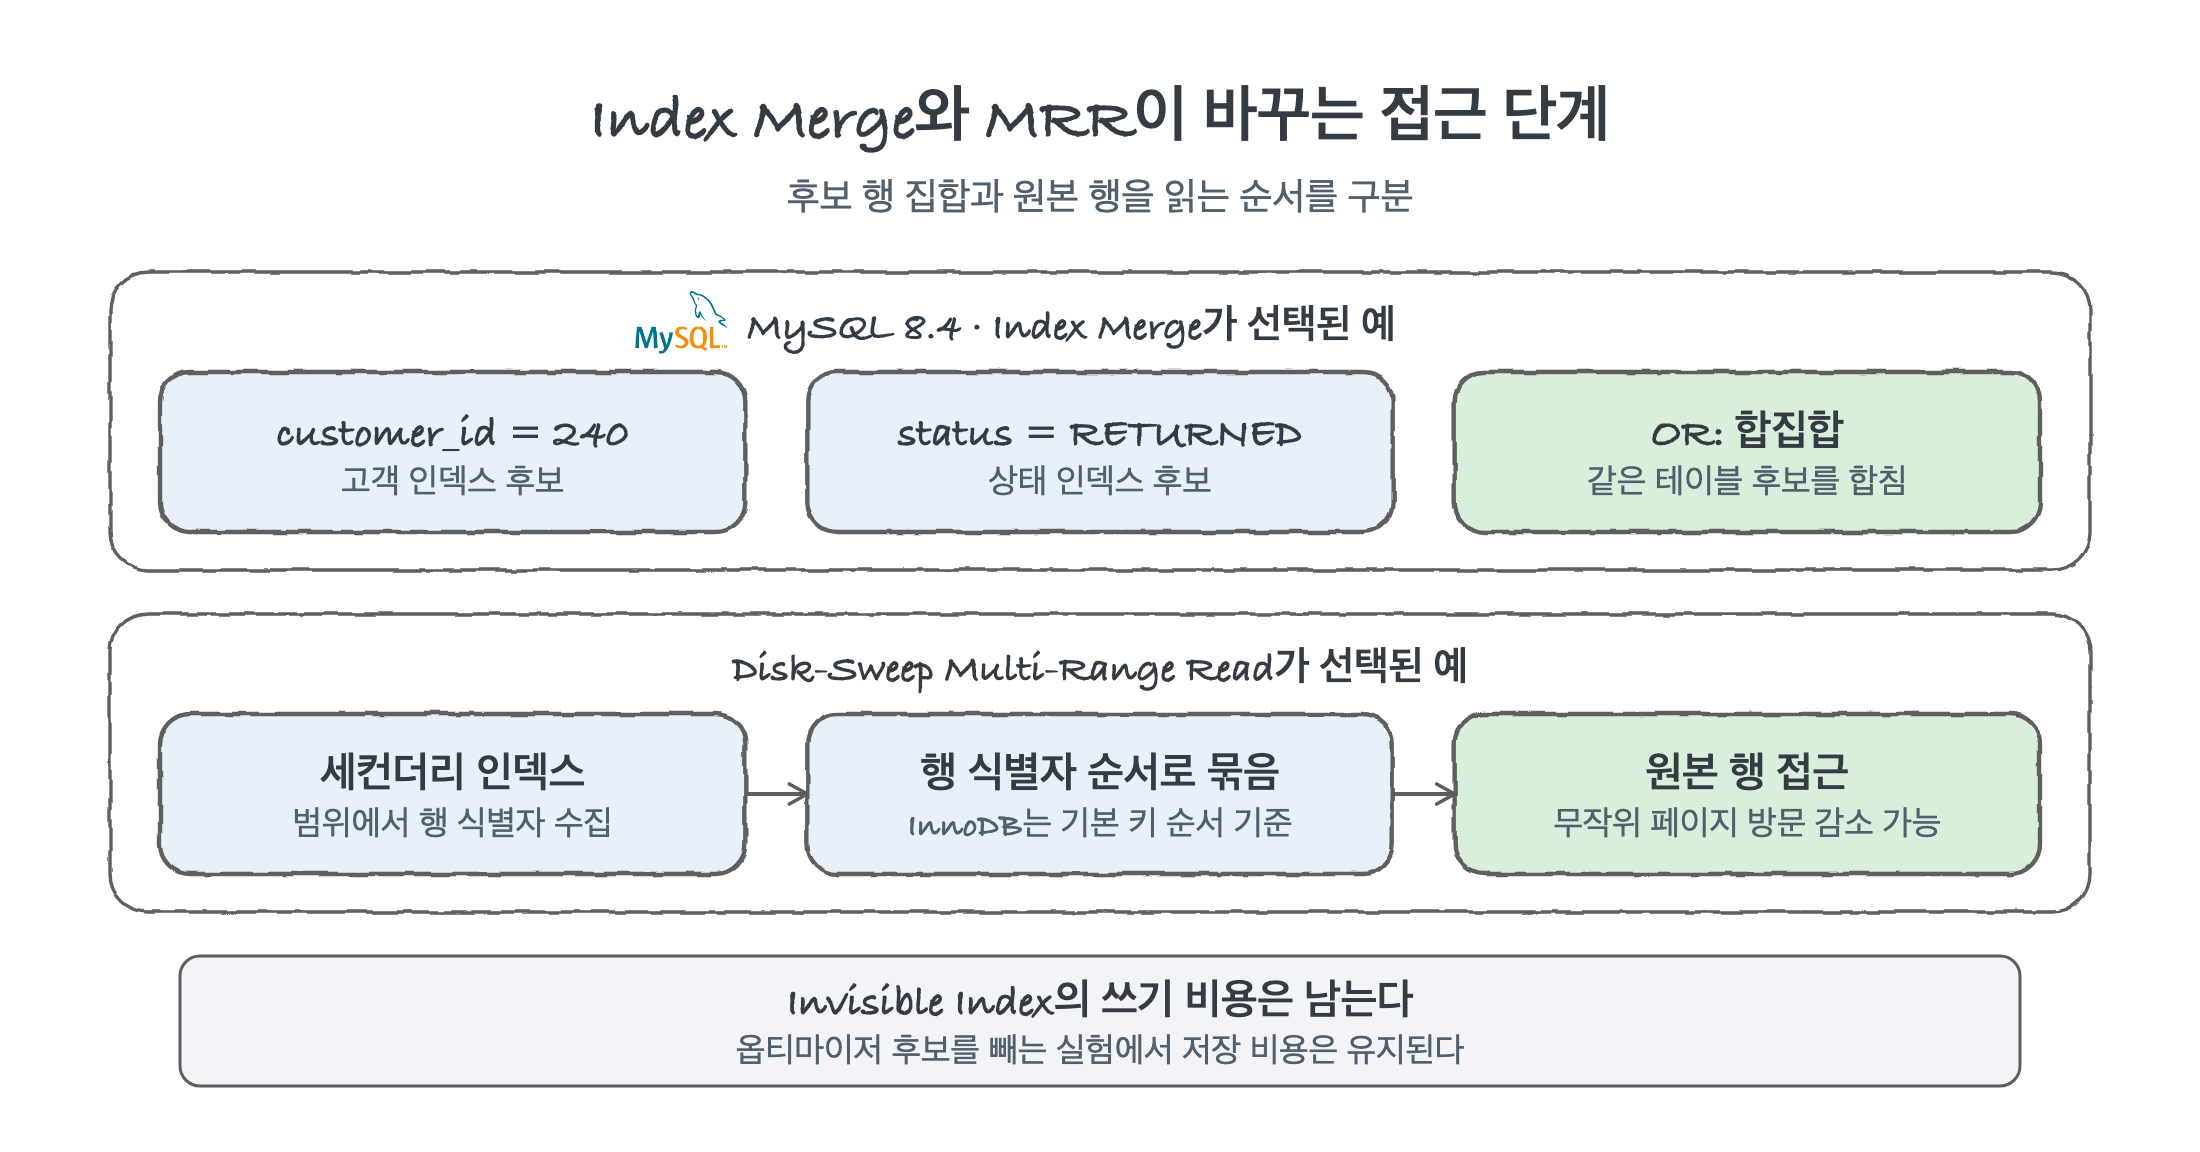 Index Merge와 MRR이 바꾸는 접근 단계
후보 행 집합과 원본 행을 읽는 순서를 구분
MySQL™ MySQL 8.4 · Index Merge가 선택된 예
customer_id = 240
고객 인덱스 후보
status = RETURNED
상태 인덱스 후보
OR: 합집합
같은 테이블 후보를 합침
Disk-Sweep Multi-Range Read가 선택된 예
세컨더리 인덱스
범위에서 행 식별자 수집
행 식별자 순서로 묶음
InnoDB는 기본 키 순서 기준
원본 행 접근
무작위 페이지 방문 감소 가능
Invisible Index의 쓰기 비용은 남는다
옵티마이저 후보를 빼는 실험에서 저장 비용은 유지된다